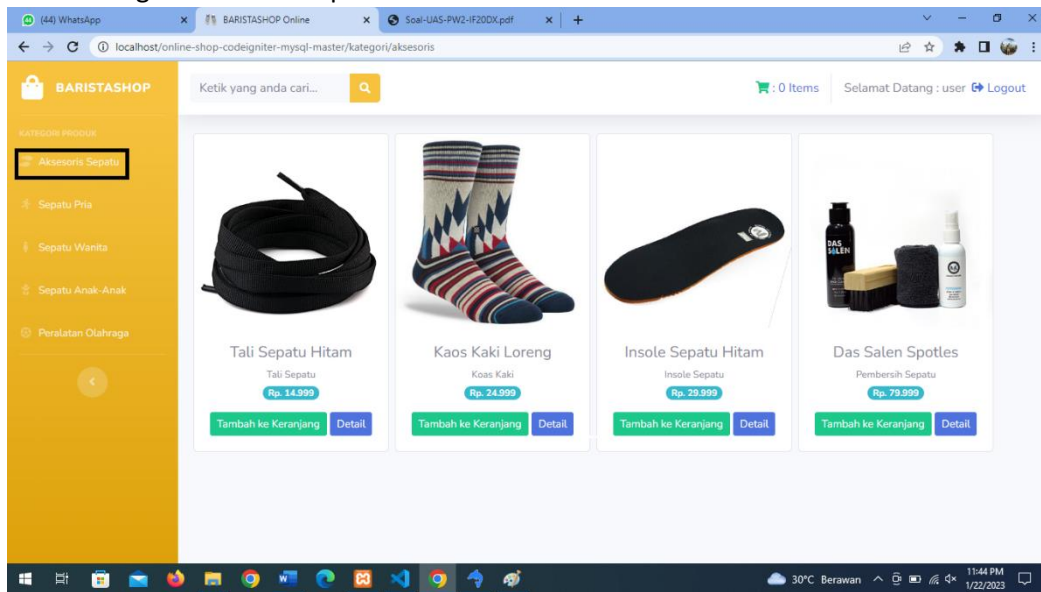 (44) WhatsApp
BARISTASHOP Online
Soal-UAS-PW2-IF20DX.pdf
localhost/online-shop-codeigniter-mysql-master/kategori/aksesoris
BARISTASHOP
Ketik yang anda cari...
: 0 Items
Selamat Datang : user Logout
KATEGORI PRODUK
Aksesoris Sepatu
Sepatu Pria
Sepatu Wanita
Sepatu Anak-Anak
Peralatan Olahraga
DAS
SALEN
Tali Sepatu Hitam
Tali Sepatu
Rp. 14.999
Tambah ke Keranjang Detail
Kaos Kaki Loreng
Koas Kaki
Rp. 24.999
Tambah ke Keranjang Detail
Insole Sepatu Hitam
Insole Sepatu
Rp. 29.999
Tambah ke Keranjang Detail
Das Salen Spotles
Pembersih Sepatu
Rp. 79.999
Tambah ke Keranjang Detail
30°C Berawan
11:44 PM
1/22/2023